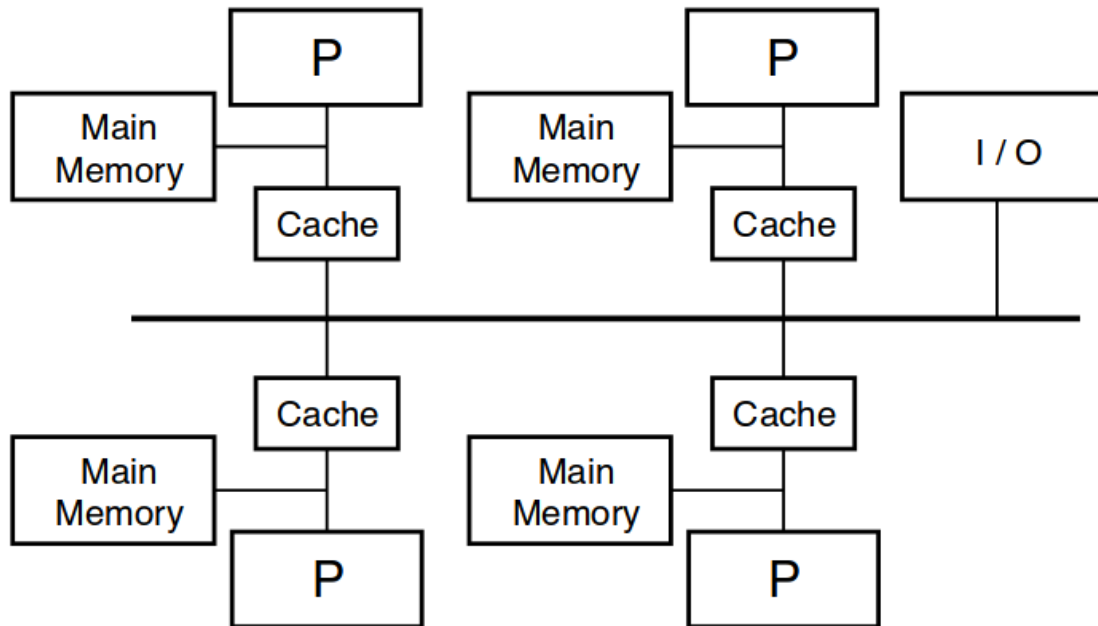 P
P
Main
Memory
Main
Memory
I / O
Cache
Cache
Cache
Cache
Main
Memory
Main
Memory
P
P